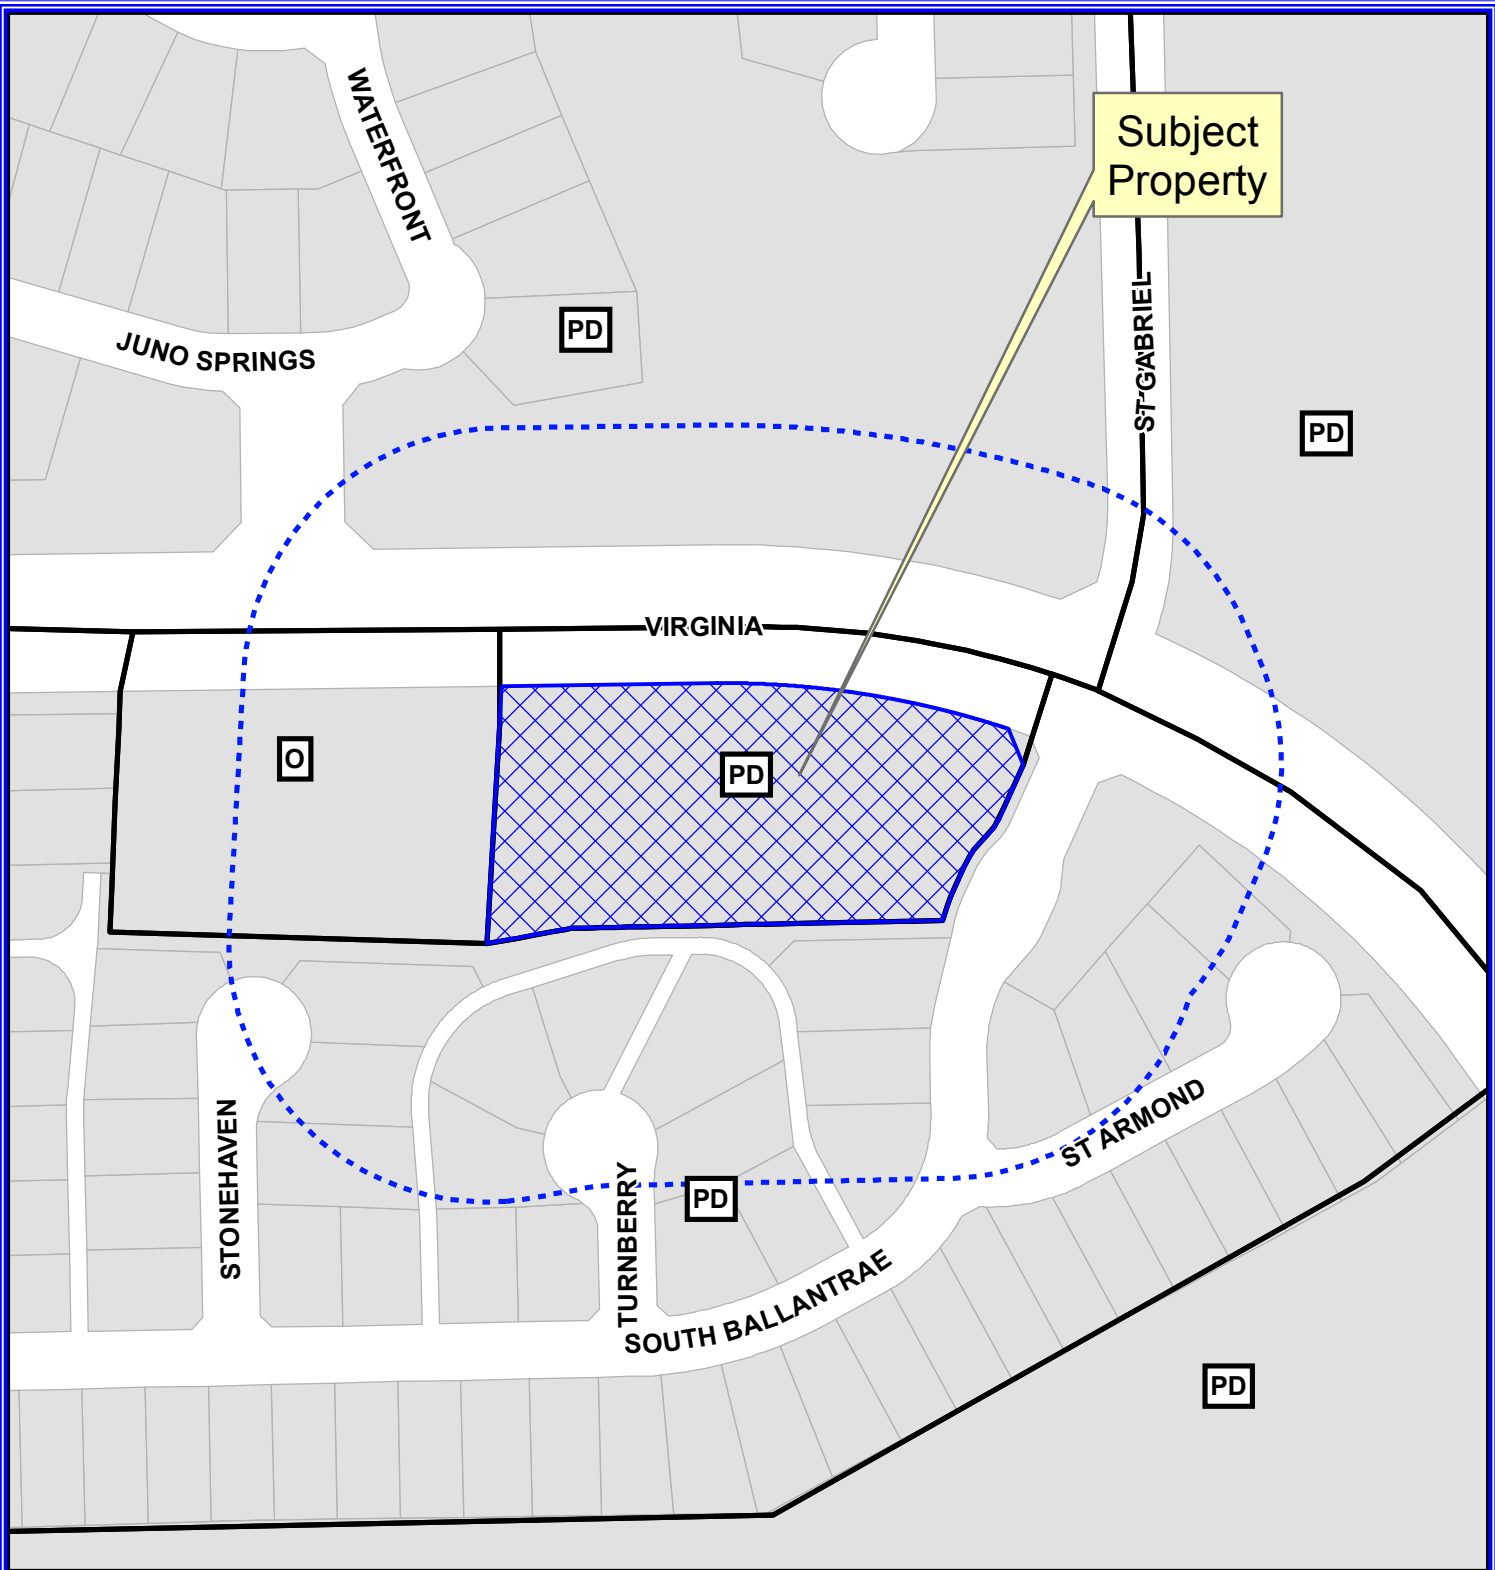 WATERFRONT
Subject
Property
JUNO SPRINGS
PD
ST GABRIEL
PD
VIRGINIA
O
PD
STONEHAVEN
TURNBERRY
PD
ST ARMOND
SOUTH BALLANTRAE
PD